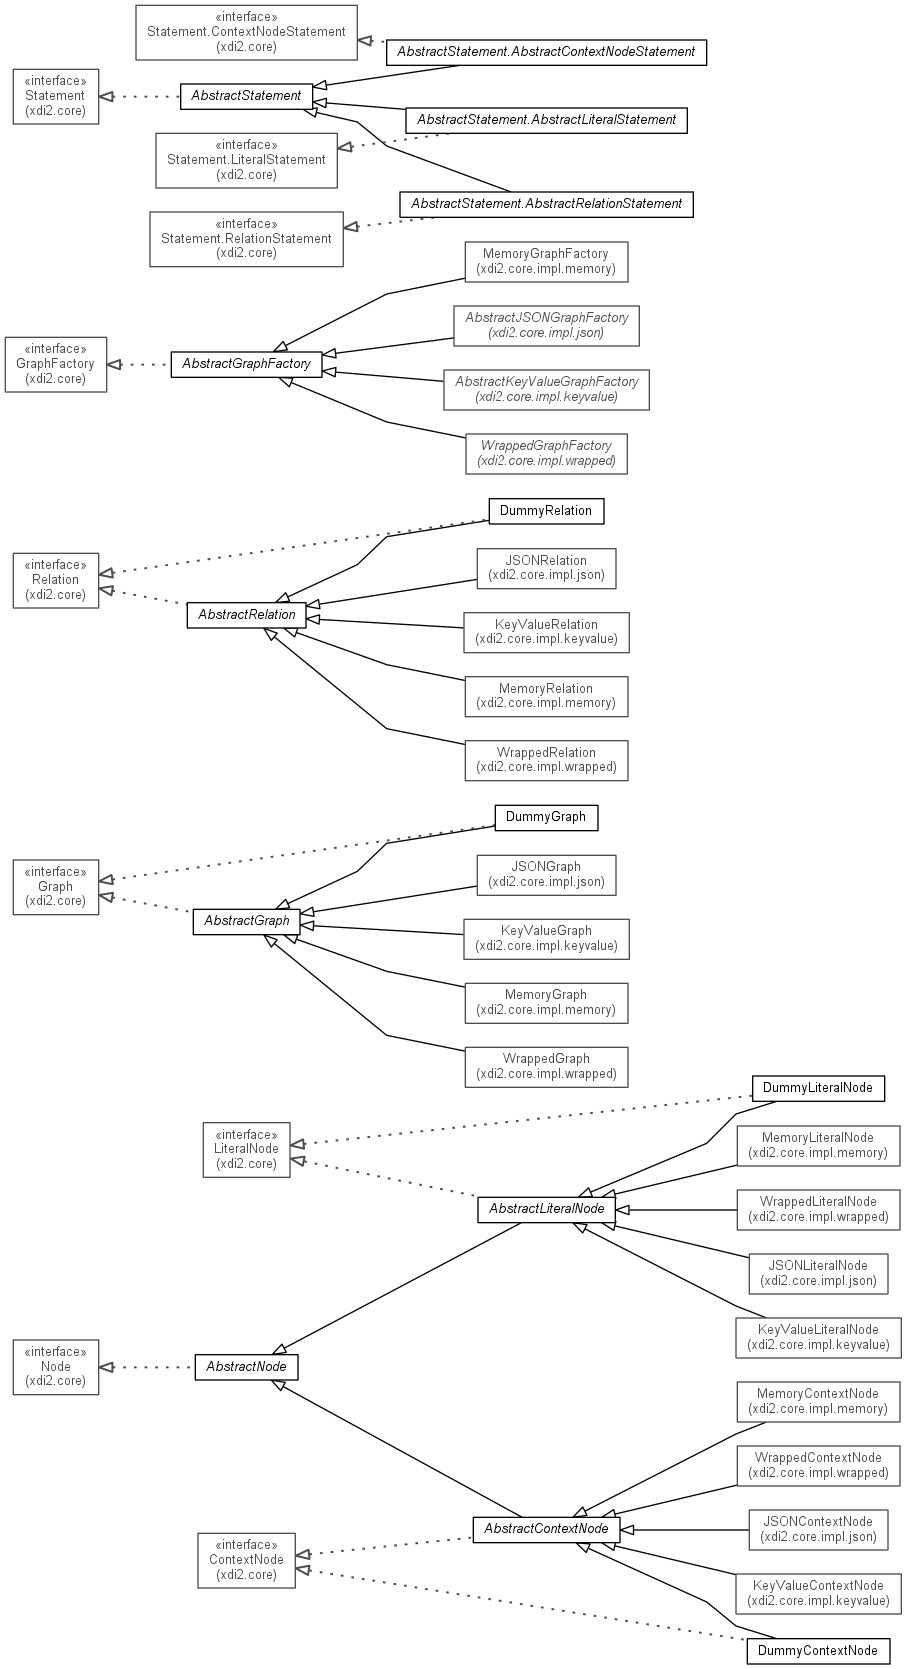 «interface»
Statement.ContextNodeStatement
(xdi2.core)
AbstractStatement.AbstractContextNodeStatement
«interface»
Statement
(xdi2.core)
AbstractStatement
AbstractStatement.AbstractLiteralStatement
«interface»
Statement.LiteralStatement
(xdi2.core)
AbstractStatement.AbstractRelationStatement
«interface»
Statement.RelationStatement
(xdi2.core)
MemoryGraphFactory
(xdi2.core.impl.memory)
AbstractJSONGraphFactory
(xdi2.core.impl.json)
«interface»
GraphFactory
(xdi2.core)
AbstractGraphFactory
AbstractKeyValueGraphFactory
(xdi2.core.impl.keyvalue)
WrappedGraphFactory
(xdi2.core.impl.wrapped)
DummyRelation
«interface»
Relation
(xdi2.core)
JSONRelation
(xdi2.core.impl.json)
AbstractRelation
KeyValueRelation
(xdi2.core.impl.keyvalue)
MemoryRelation
(xdi2.core.impl.memory)
WrappedRelation
(xdi2.core.impl.wrapped)
DummyGraph
«interface»
Graph
(xdi2.core)
JSONGraph
(xdi2.core.impl.json)
AbstractGraph
KeyValueGraph
(xdi2.core.impl.keyvalue)
MemoryGraph
(xdi2.core.impl.memory)
WrappedGraph
(xdi2.core.impl.wrapped)
DummyLiteralNode
«interface»
LiteralNode
(xdi2.core)
MemoryLiteralNode
(xdi2.core.impl.memory)
AbstractLiteralNode
WrappedLiteralNode
(xdi2.core.impl.wrapped)
JSONLiteralNode
(xdi2.core.impl.json)
KeyValueLiteralNode
(xdi2.core.impl.keyvalue)
«interface»
Node
(xdi2.core)
AbstractNode
MemoryContextNode
(xdi2.core.impl.memory)
WrappedContextNode
(xdi2.core.impl.wrapped)
AbstractContextNode
JSONContextNode
(xdi2.core.impl.json)
«interface»
ContextNode
(xdi2.core)
KeyValueContextNode
(xdi2.core.impl.keyvalue)
DummyContextNode